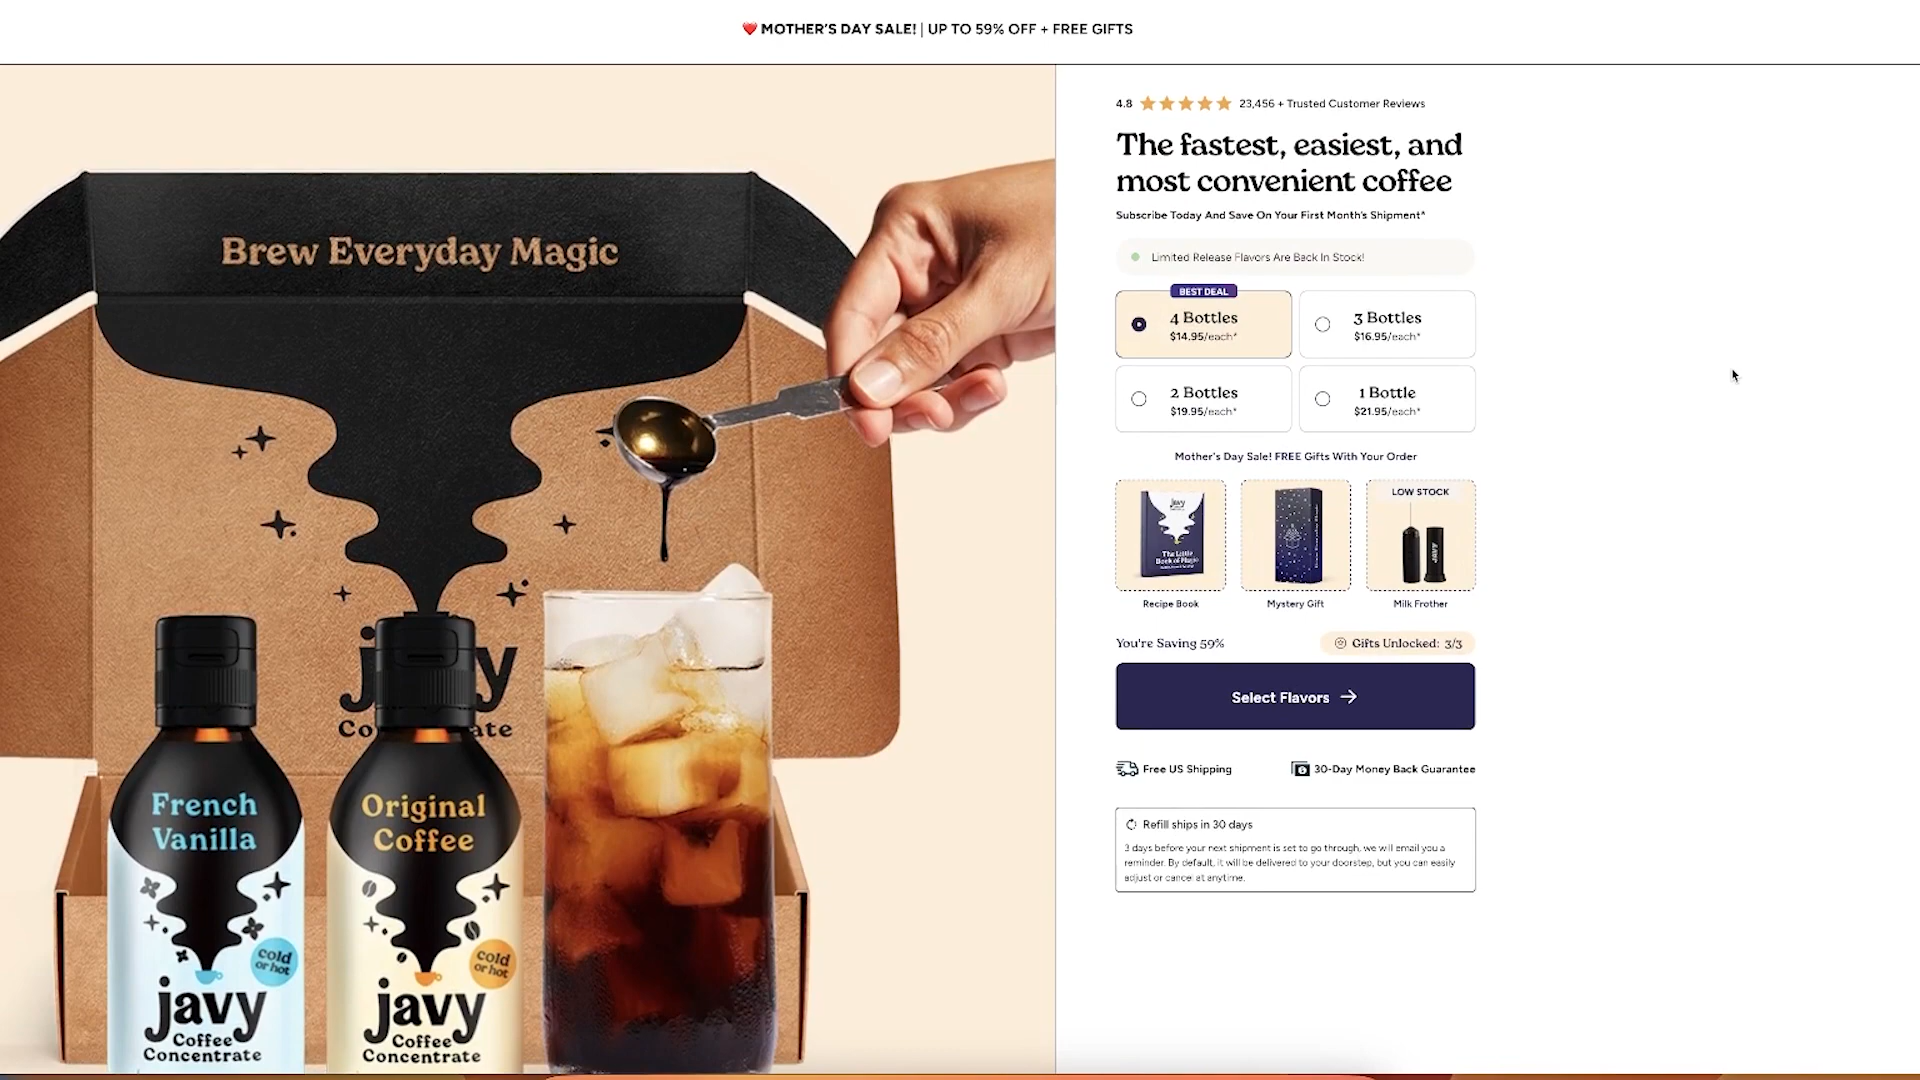 ❤️ MOTHER'S DAY SALE! | UP TO 59% OFF + FREE GIFTS
Brew Everyday Magic
French
Vanilla
cold
or hot
javy
Coffee
Concentrate
Original
Coffee
cold
or hot
javy
Coffee
Concentrate
4.8 ★★★★★ 23,456 + Trusted Customer Reviews
The fastest, easiest, and
most convenient coffee
Subscribe Today And Save On Your First Month's Shipment*
Limited Release Flavors Are Back In Stock!
BEST DEAL
4 Bottles
$14.95/each*
3 Bottles
$16.95/each*
2 Bottles
$19.95/each*
1 Bottle
$21.95/each*
Mother's Day Sale! FREE Gifts With Your Order
javy
The Little
Book of Magic
LOW STOCK
JAVY
Recipe Book
Mystery Gift
Milk Frother
You're Saving 59%
Gifts Unlocked: 3/3
Select Flavors →
Free US Shipping
30-Day Money Back Guarantee
Refill ships in 30 days
3 days before your next shipment is set to go through, we will email you a
reminder. By default, it will be delivered to your doorstep, but you can easily
adjust or cancel at anytime.